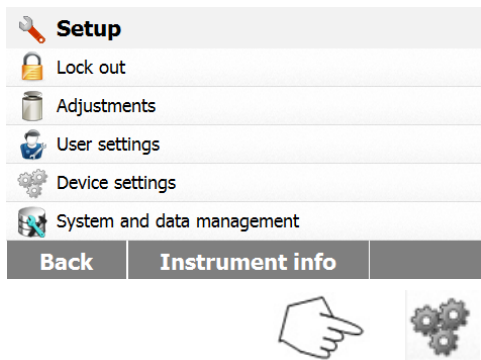 Setup
Lock out
Adjustments
User settings
Device settings
System and data management
Back Instrument info